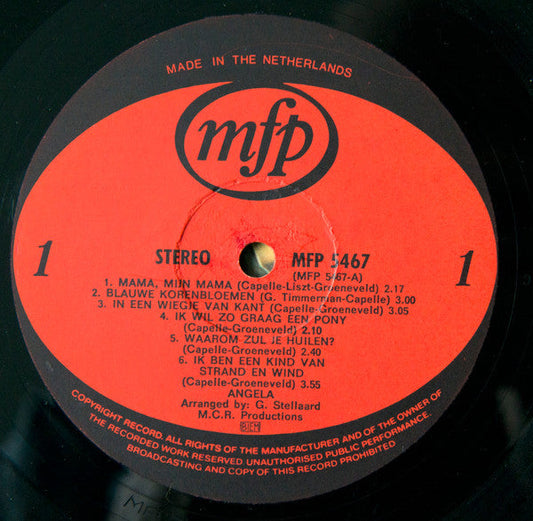 MADE IN THE NETHERLANDS
mfp
1
1
STEREO
MFP 5467
(MFP 5467-A)
1. MAMA, MIJN MAMA (Capelle-Liszt-Groeneveld) 2.17
2. BLAUWE KORENBLOEMEN (G. Timmerman-Capelle) 3.00
3. IN EEN WIEGJE VAN KANT (Capelle-Groeneveld) 3.05
4. IK WIL ZO GRAAG EEN PONY
(Capelle-Groeneveld) 2.10
5. WAAROM ZUL JE HUILEN?
(Capelle-Groeneveld) 2.40
6. IK BEN EEN KIND VAN
STRAND EN WIND
(Capelle-Groeneveld) 3.55
ANGELA
Arranged by: G. Stellaard
M.C.R. Productions
COPYRIGHT RECORD. ALL RIGHTS OF THE MANUFACTURER AND OF THE OWNER OF
THE RECORDED WORK RESERVED UNAUTHORISED PUBLIC PERFORMANCE.
BROADCASTING AND COPY OF THIS RECORD PROHIBITED